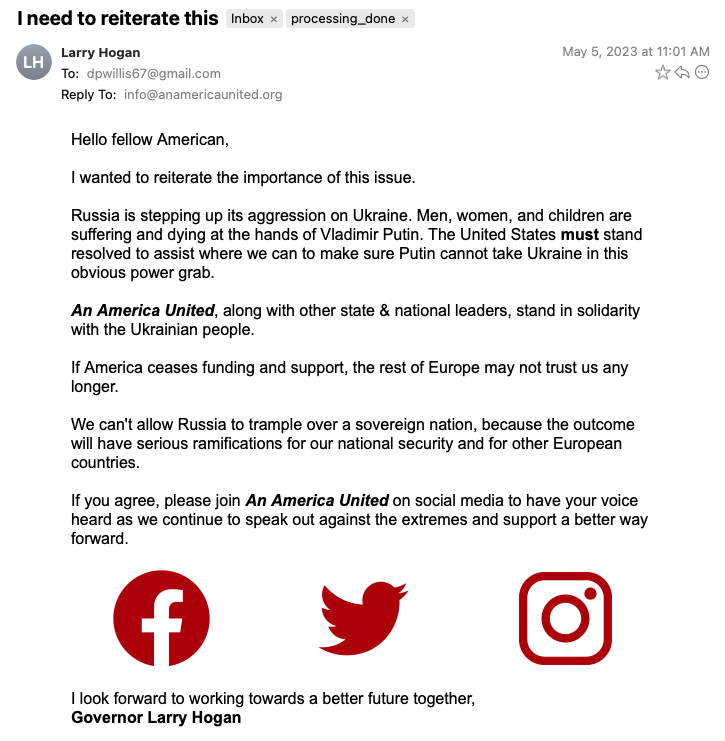 I need to reiterate this Inbox × processing_done ×
LH
Larry Hogan
May 5, 2023 at 11:01 AM
To: dpwillis67@gmail.com
Reply To: info@anamericaunited.org
Hello fellow American,
I wanted to reiterate the importance of this issue.
Russia is stepping up its aggression on Ukraine. Men, women, and children are
suffering and dying at the hands of Vladimir Putin. The United States must stand
resolved to assist where we can to make sure Putin cannot take Ukraine in this
obvious power grab.
An America United, along with other state & national leaders, stand in solidarity
with the Ukrainian people.
If America ceases funding and support, the rest of Europe may not trust us any
longer.
We can't allow Russia to trample over a sovereign nation, because the outcome
will have serious ramifications for our national security and for other European
countries.
If you agree, please join An America United on social media to have your voice
heard as we continue to speak out against the extremes and support a better way
forward.
I look forward to working towards a better future together,
Governor Larry Hogan